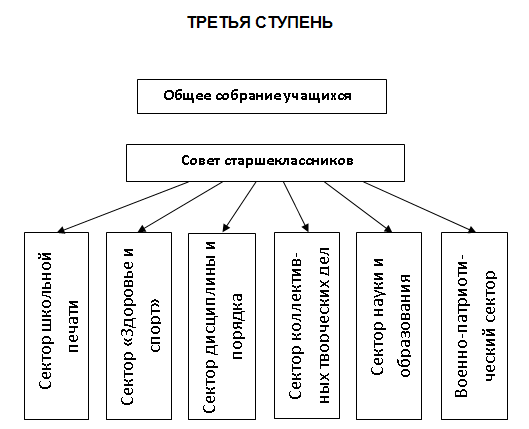 ТРЕТЬЯ СТУПЕНЬ
Общее собрание учащихся
Совет старшеклассников
Сектор школьной
печати
Сектор «Здоровье и
спорт»
Сектор дисциплины и
порядка
Сектор коллектив-
ных творческих дел
Сектор науки и
образования
Военно-патриоти-
ческий сектор